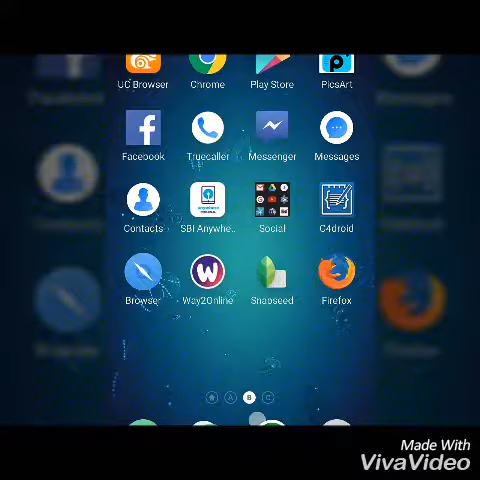 UC Browser Chrome Play Store PicsArt
Facebook Truecaller Messenger Messages
Contacts SBI Anywhe.. Social C4droid
Browser Way2Online Snapseed Firefox
A B C
Made With
VivaVideo